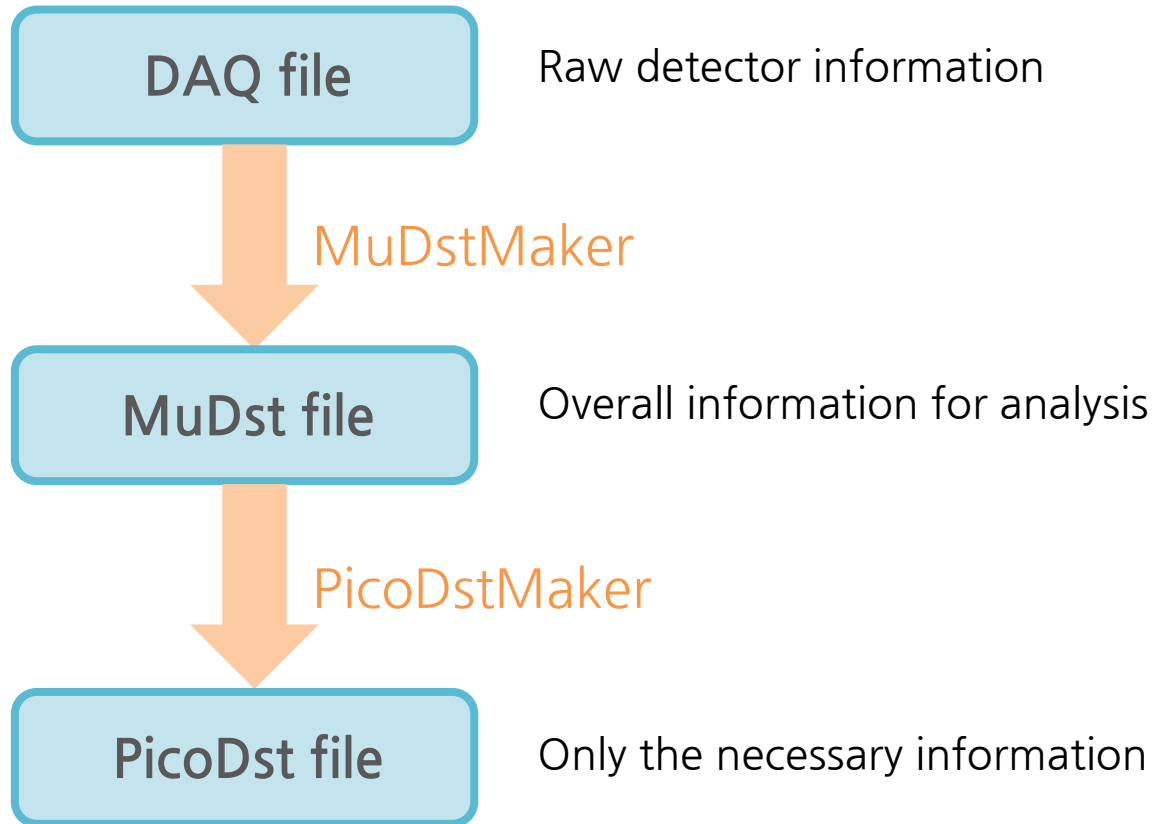 DAQ file
Raw detector information
MuDstMaker
MuDst file
Overall information for analysis
PicoDstMaker
PicoDst file
Only the necessary information